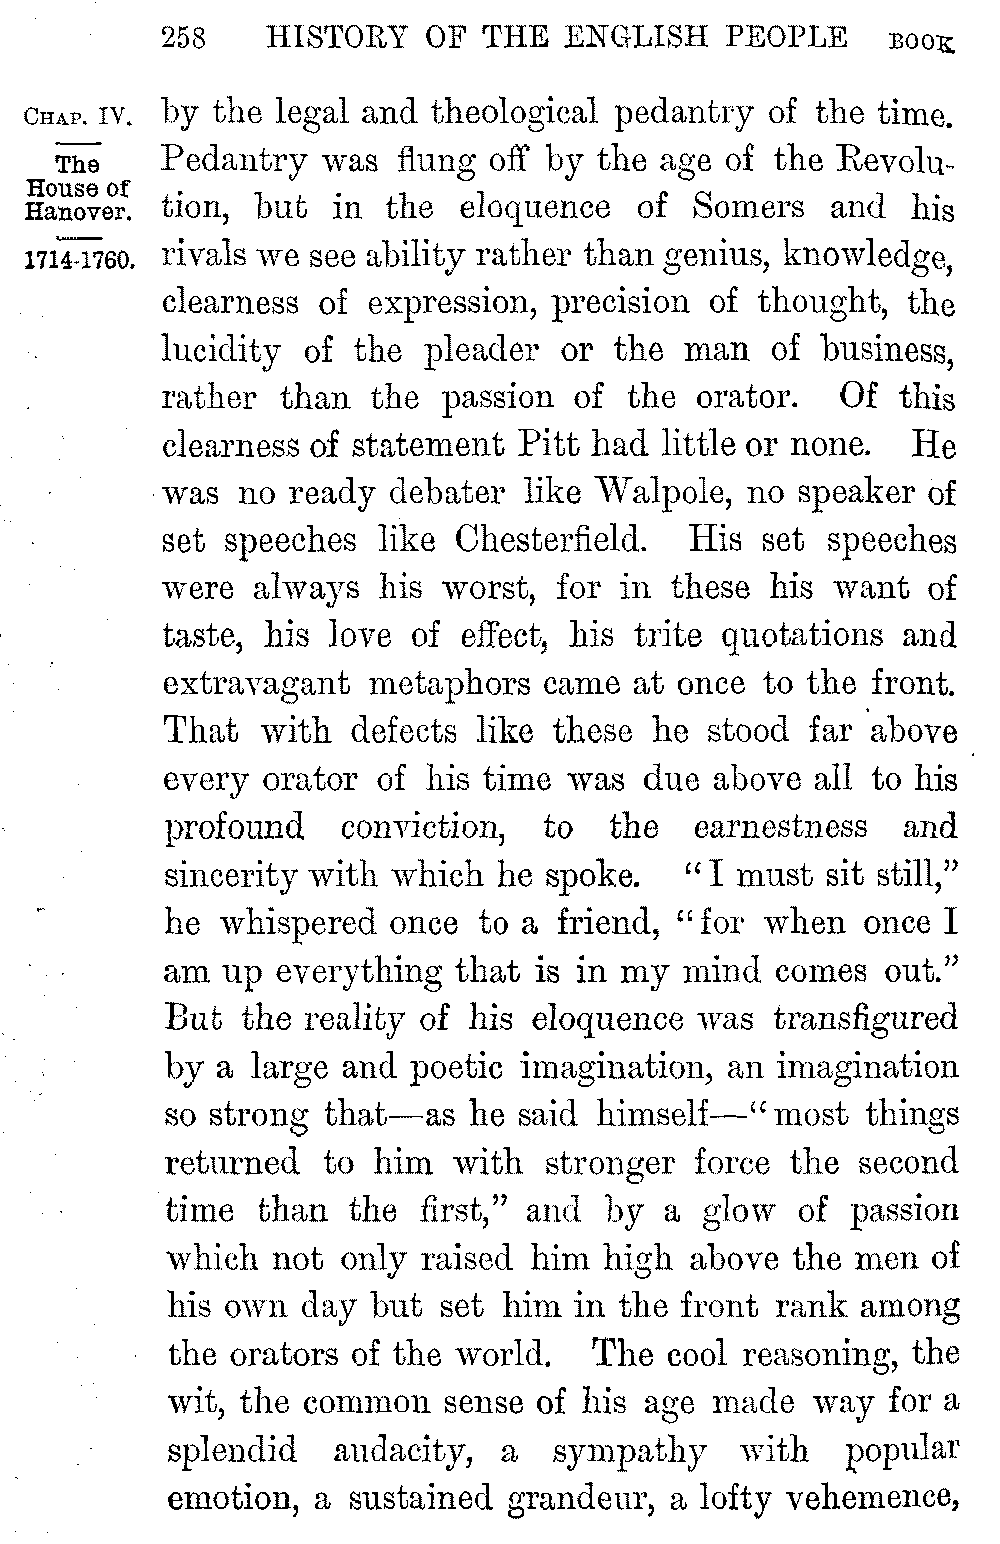 258 HISTORY OF THE ENGLISH PEOPLE BOOK
CHAP. IV.
The
House of
Hanover.
1714-1760.
by the legal and theological pedantry of the time.
Pedantry was flung off by the age of the Revolu-
tion, but in the eloquence of Somers and his
rivals we see ability rather than genius, knowledge,
clearness of expression, precision of thought, the
lucidity of the pleader or the man of business,
rather than the passion of the orator. Of this
clearness of statement Pitt had little or none. He
was no ready debater like Walpole, no speaker of
set speeches like Chesterfield. His set speeches
were always his worst, for in these his want of
taste, his love of effect, his trite quotations and
extravagant metaphors came at once to the front.
That with defects like these he stood far above
every orator of his time was due above all to his
profound conviction, to the earnestness and
sincerity with which he spoke. “I must sit still,”
he whispered once to a friend, “for when once I
am up everything that is in my mind comes out.”
But the reality of his eloquence was transfigured
by a large and poetic imagination, an imagination
so strong that—as he said himself—“most things
returned to him with stronger force the second
time than the first,” and by a glow of passion
which not only raised him high above the men of
his own day but set him in the front rank among
the orators of the world. The cool reasoning, the
wit, the common sense of his age made way for a
splendid audacity, a sympathy with popular
emotion, a sustained grandeur, a lofty vehemence,